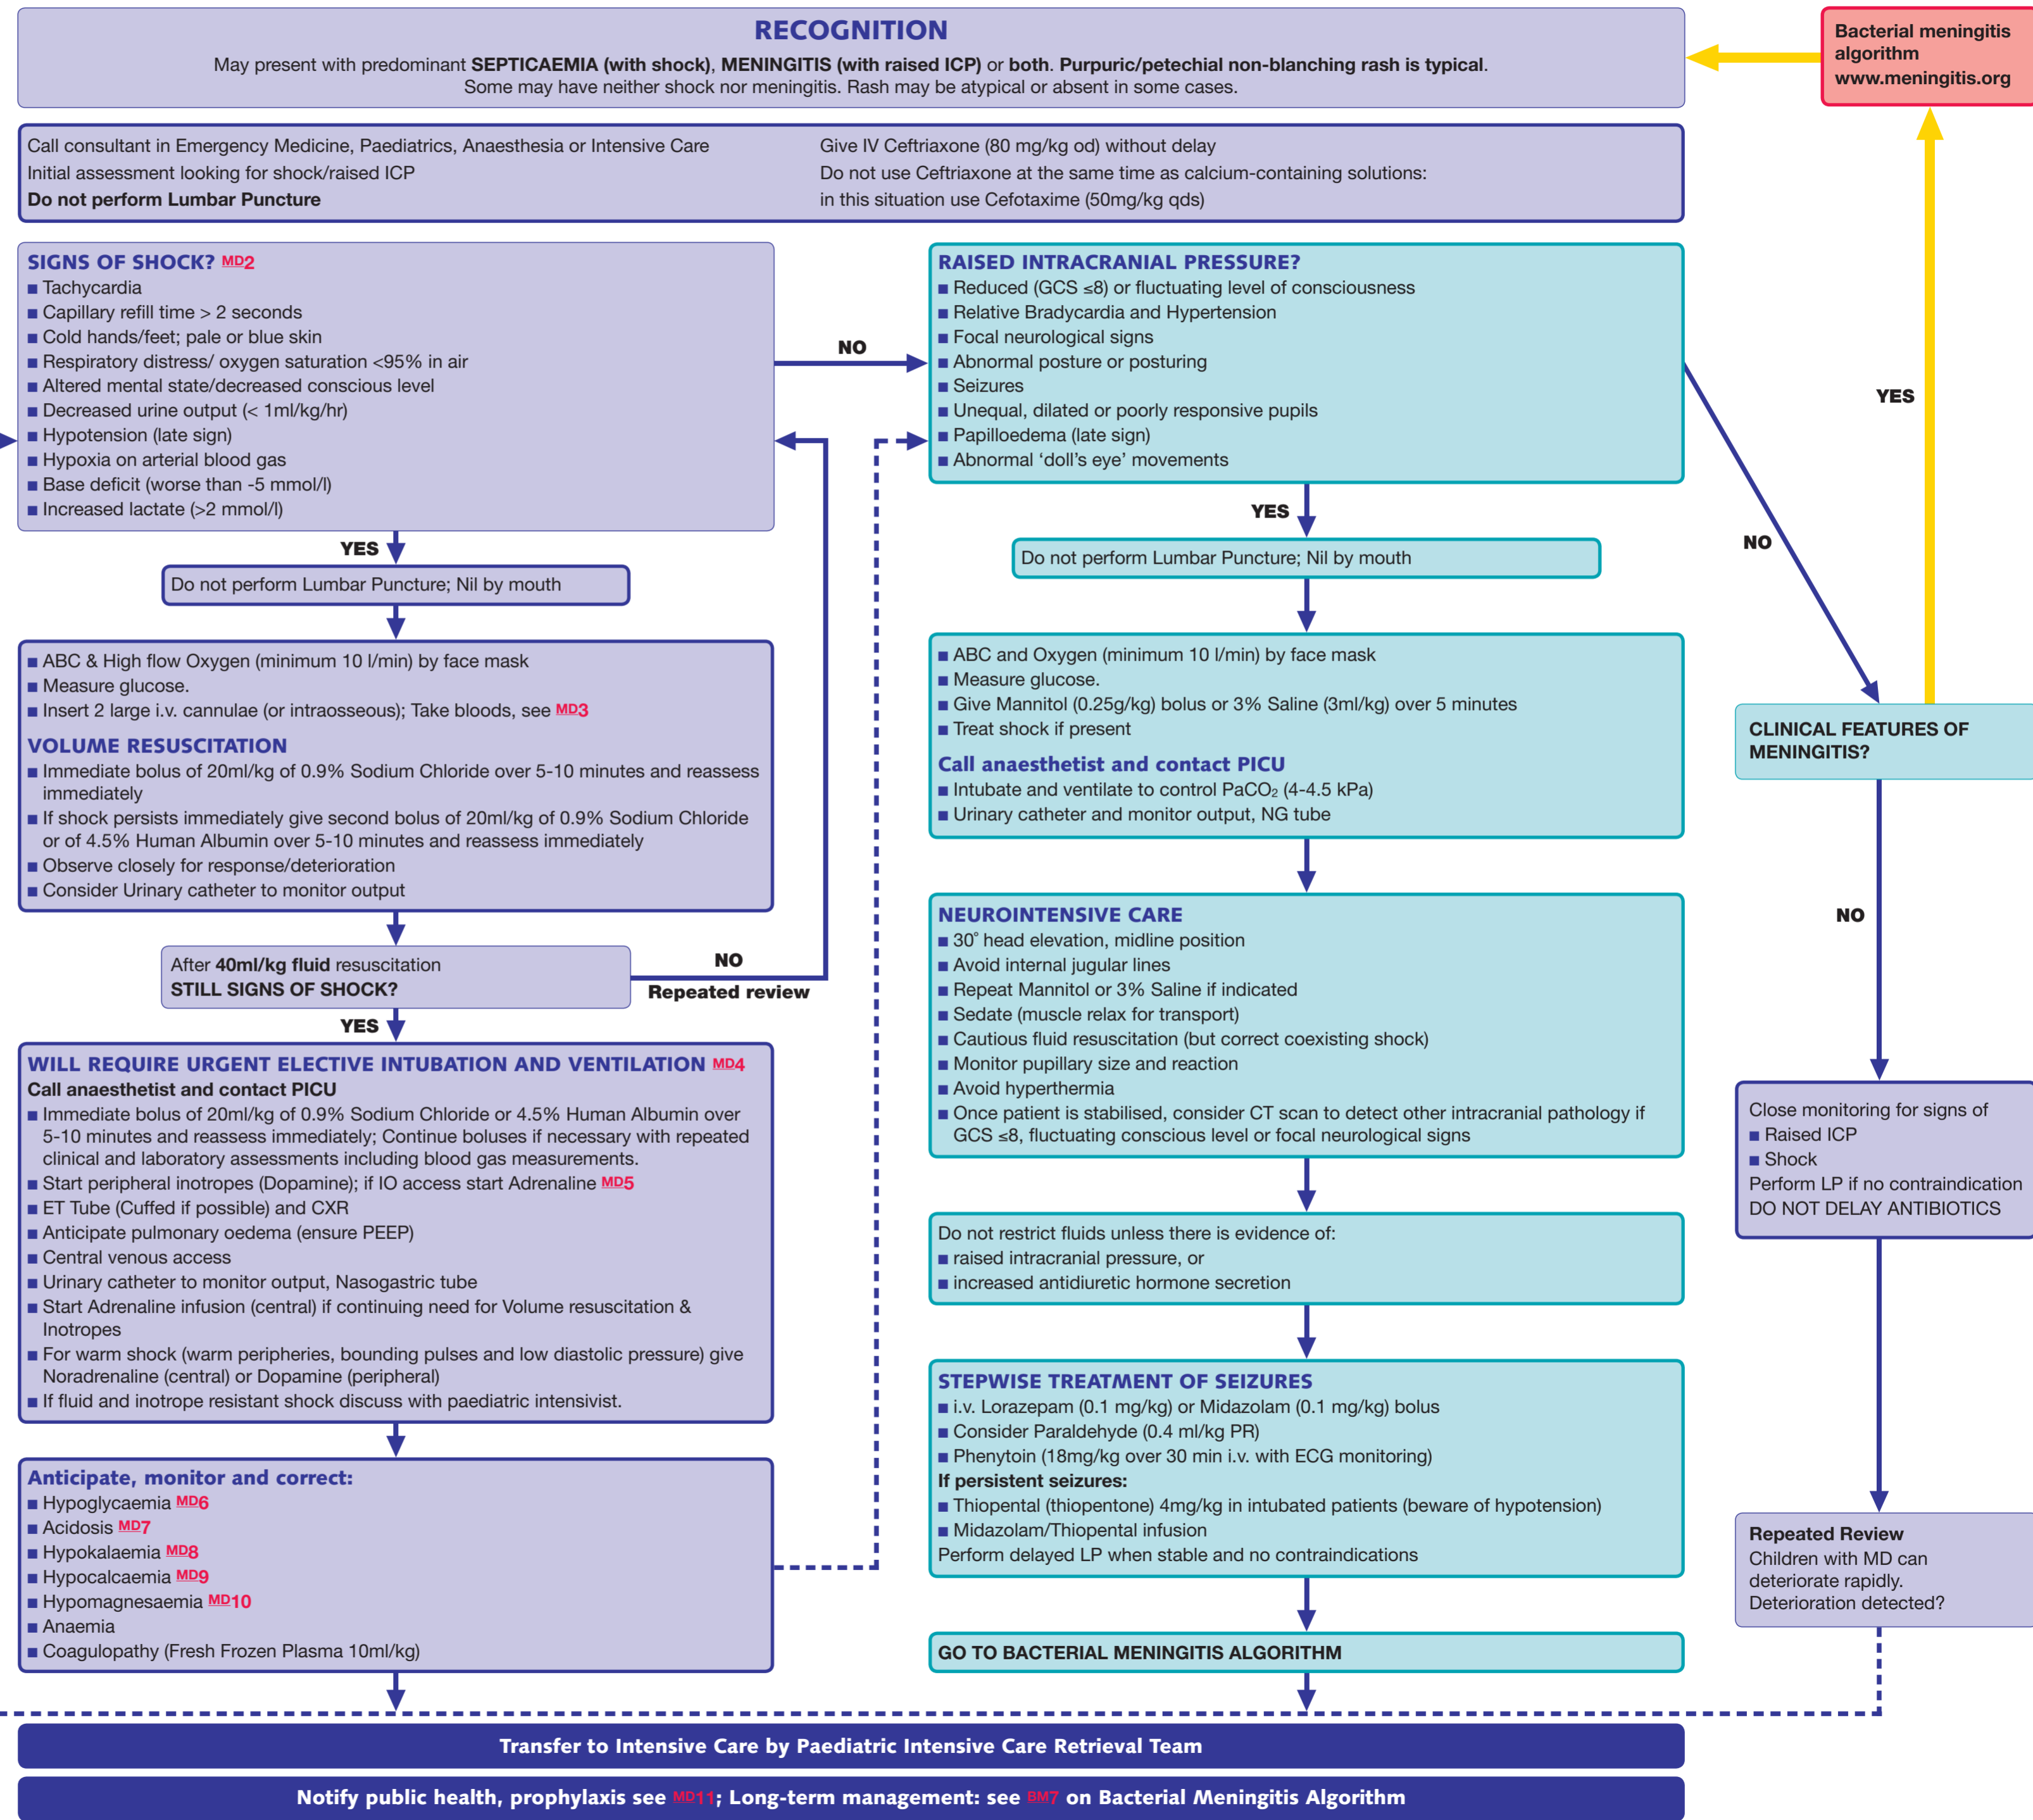 RECOGNITION
May present with predominant SEPTICAEMIA (with shock), MENINGITIS (with raised ICP) or both. Purpuric/petechial non-blanching rash is typical.
Some may have neither shock nor meningitis. Rash may be atypical or absent in some cases.
Bacterial meningitis
algorithm
www.meningitis.org
Call consultant in Emergency Medicine, Paediatrics, Anaesthesia or Intensive Care
Initial assessment looking for shock/raised ICP
Do not perform Lumbar Puncture
Give IV Ceftriaxone (80 mg/kg od) without delay
Do not use Ceftriaxone at the same time as calcium-containing solutions:
in this situation use Cefotaxime (50mg/kg qds)
SIGNS OF SHOCK? MD2
■ Tachycardia
■ Capillary refill time > 2 seconds
■ Cold hands/feet; pale or blue skin
■ Respiratory distress/ oxygen saturation <95% in air
■ Altered mental state/decreased conscious level
■ Decreased urine output (< 1ml/kg/hr)
■ Hypotension (late sign)
■ Hypoxia on arterial blood gas
■ Base deficit (worse than -5 mmol/l)
■ Increased lactate (>2 mmol/l)
NO
YES
Do not perform Lumbar Puncture; Nil by mouth
■ ABC & High flow Oxygen (minimum 10 l/min) by face mask
■ Measure glucose.
■ Insert 2 large i.v. cannulae (or intraosseous); Take bloods, see MD3
VOLUME RESUSCITATION
■ Immediate bolus of 20ml/kg of 0.9% Sodium Chloride over 5-10 minutes and reassess
immediately
■ If shock persists immediately give second bolus of 20ml/kg of 0.9% Sodium Chloride
or of 4.5% Human Albumin over 5-10 minutes and reassess immediately
■ Observe closely for response/deterioration
■ Consider Urinary catheter to monitor output
After 40ml/kg fluid resuscitation
STILL SIGNS OF SHOCK?
NO
Repeated review
YES
WILL REQUIRE URGENT ELECTIVE INTUBATION AND VENTILATION MD4
Call anaesthetist and contact PICU
■ Immediate bolus of 20ml/kg of 0.9% Sodium Chloride or 4.5% Human Albumin over
5-10 minutes and reassess immediately; Continue boluses if necessary with repeated
clinical and laboratory assessments including blood gas measurements.
■ Start peripheral inotropes (Dopamine); if IO access start Adrenaline MD5
■ ET Tube (Cuffed if possible) and CXR
■ Anticipate pulmonary oedema (ensure PEEP)
■ Central venous access
■ Urinary catheter to monitor output, Nasogastric tube
■ Start Adrenaline infusion (central) if continuing need for Volume resuscitation &
Inotropes
■ For warm shock (warm peripheries, bounding pulses and low diastolic pressure) give
Noradrenaline (central) or Dopamine (peripheral)
■ If fluid and inotrope resistant shock discuss with paediatric intensivist.
Anticipate, monitor and correct:
■ Hypoglycaemia MD6
■ Acidosis MD7
■ Hypokalaemia MD8
■ Hypocalcaemia MD9
■ Hypomagnesaemia MD10
■ Anaemia
■ Coagulopathy (Fresh Frozen Plasma 10ml/kg)
RAISED INTRACRANIAL PRESSURE?
■ Reduced (GCS ≤8) or fluctuating level of consciousness
■ Relative Bradycardia and Hypertension
■ Focal neurological signs
■ Abnormal posture or posturing
■ Seizures
■ Unequal, dilated or poorly responsive pupils
■ Papilloedema (late sign)
■ Abnormal ‘doll’s eye’ movements
YES
Do not perform Lumbar Puncture; Nil by mouth
■ ABC and Oxygen (minimum 10 l/min) by face mask
■ Measure glucose.
■ Give Mannitol (0.25g/kg) bolus or 3% Saline (3ml/kg) over 5 minutes
■ Treat shock if present
Call anaesthetist and contact PICU
■ Intubate and ventilate to control PaCO₂ (4-4.5 kPa)
■ Urinary catheter and monitor output, NG tube
NEUROINTENSIVE CARE
■ 30° head elevation, midline position
■ Avoid internal jugular lines
■ Repeat Mannitol or 3% Saline if indicated
■ Sedate (muscle relax for transport)
■ Cautious fluid resuscitation (but correct coexisting shock)
■ Monitor pupillary size and reaction
■ Avoid hyperthermia
■ Once patient is stabilised, consider CT scan to detect other intracranial pathology if
GCS ≤8, fluctuating conscious level or focal neurological signs
Do not restrict fluids unless there is evidence of:
■ raised intracranial pressure, or
■ increased antidiuretic hormone secretion
STEPWISE TREATMENT OF SEIZURES
■ i.v. Lorazepam (0.1 mg/kg) or Midazolam (0.1 mg/kg) bolus
■ Consider Paraldehyde (0.4 ml/kg PR)
■ Phenytoin (18mg/kg over 30 min i.v. with ECG monitoring)
If persistent seizures:
■ Thiopental (thiopentone) 4mg/kg in intubated patients (beware of hypotension)
■ Midazolam/Thiopental infusion
Perform delayed LP when stable and no contraindications
GO TO BACTERIAL MENINGITIS ALGORITHM
YES
NO
CLINICAL FEATURES OF
MENINGITIS?
NO
Close monitoring for signs of
■ Raised ICP
■ Shock
Perform LP if no contraindication
DO NOT DELAY ANTIBIOTICS
Repeated Review
Children with MD can
deteriorate rapidly.
Deterioration detected?
Transfer to Intensive Care by Paediatric Intensive Care Retrieval Team
Notify public health, prophylaxis see MD11; Long-term management: see BM7 on Bacterial Meningitis Algorithm